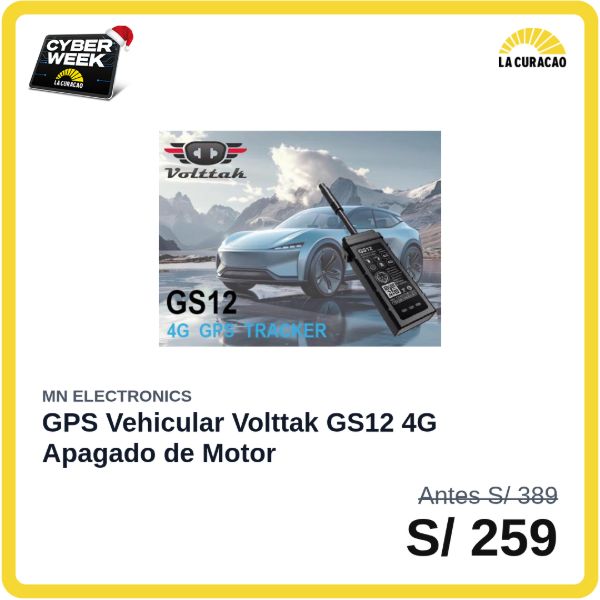 CYBER
WEEK
LA CURACAO
LA CURACAO
Volttak
GS12
GS12
4G GPS TRACKER
MN ELECTRONICS
GPS Vehicular Volttak GS12 4G
Apagado de Motor
Antes S/ 389
S/ 259